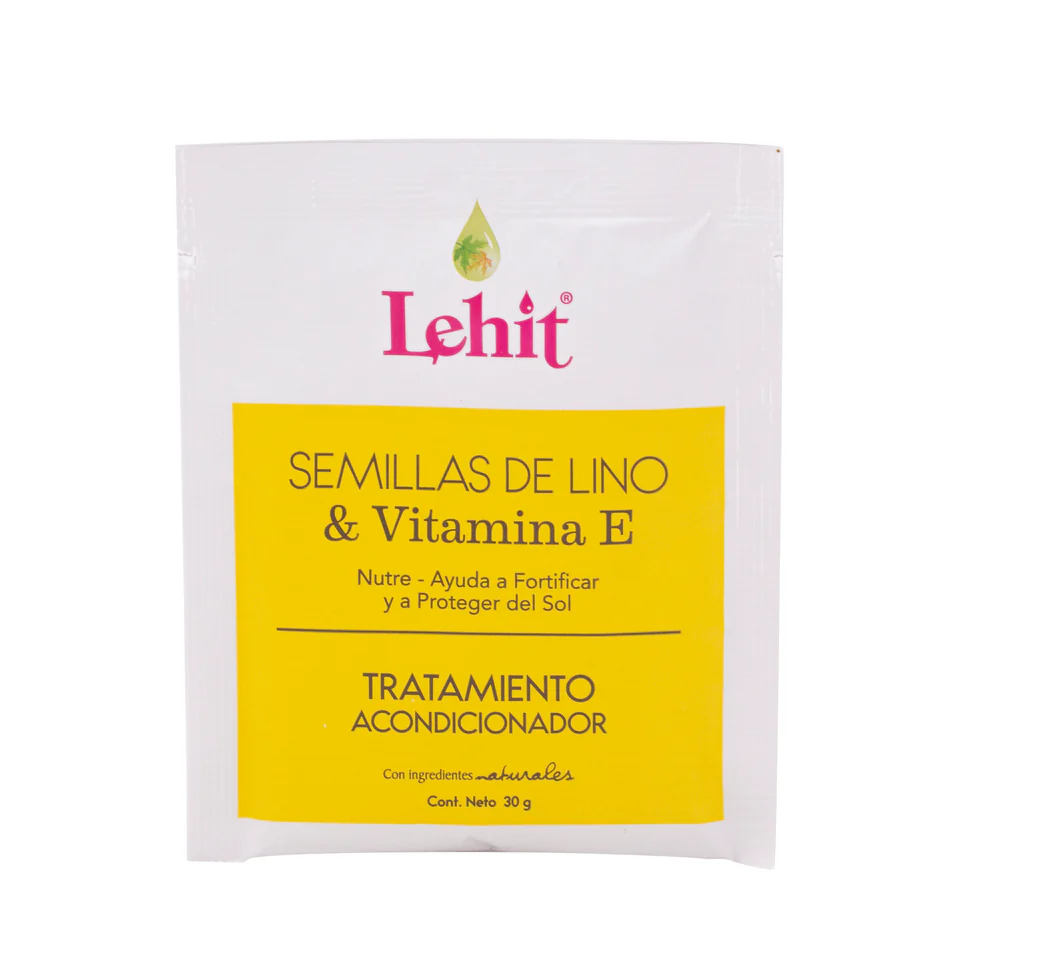 Lehit®
SEMILLAS DE LINO
& Vitamina E
Nutre - Ayuda a Fortificar
y a Proteger del Sol
TRATAMIENTO
ACONDICIONADOR
Con ingredientes naturales
Cont. Neto 30 g